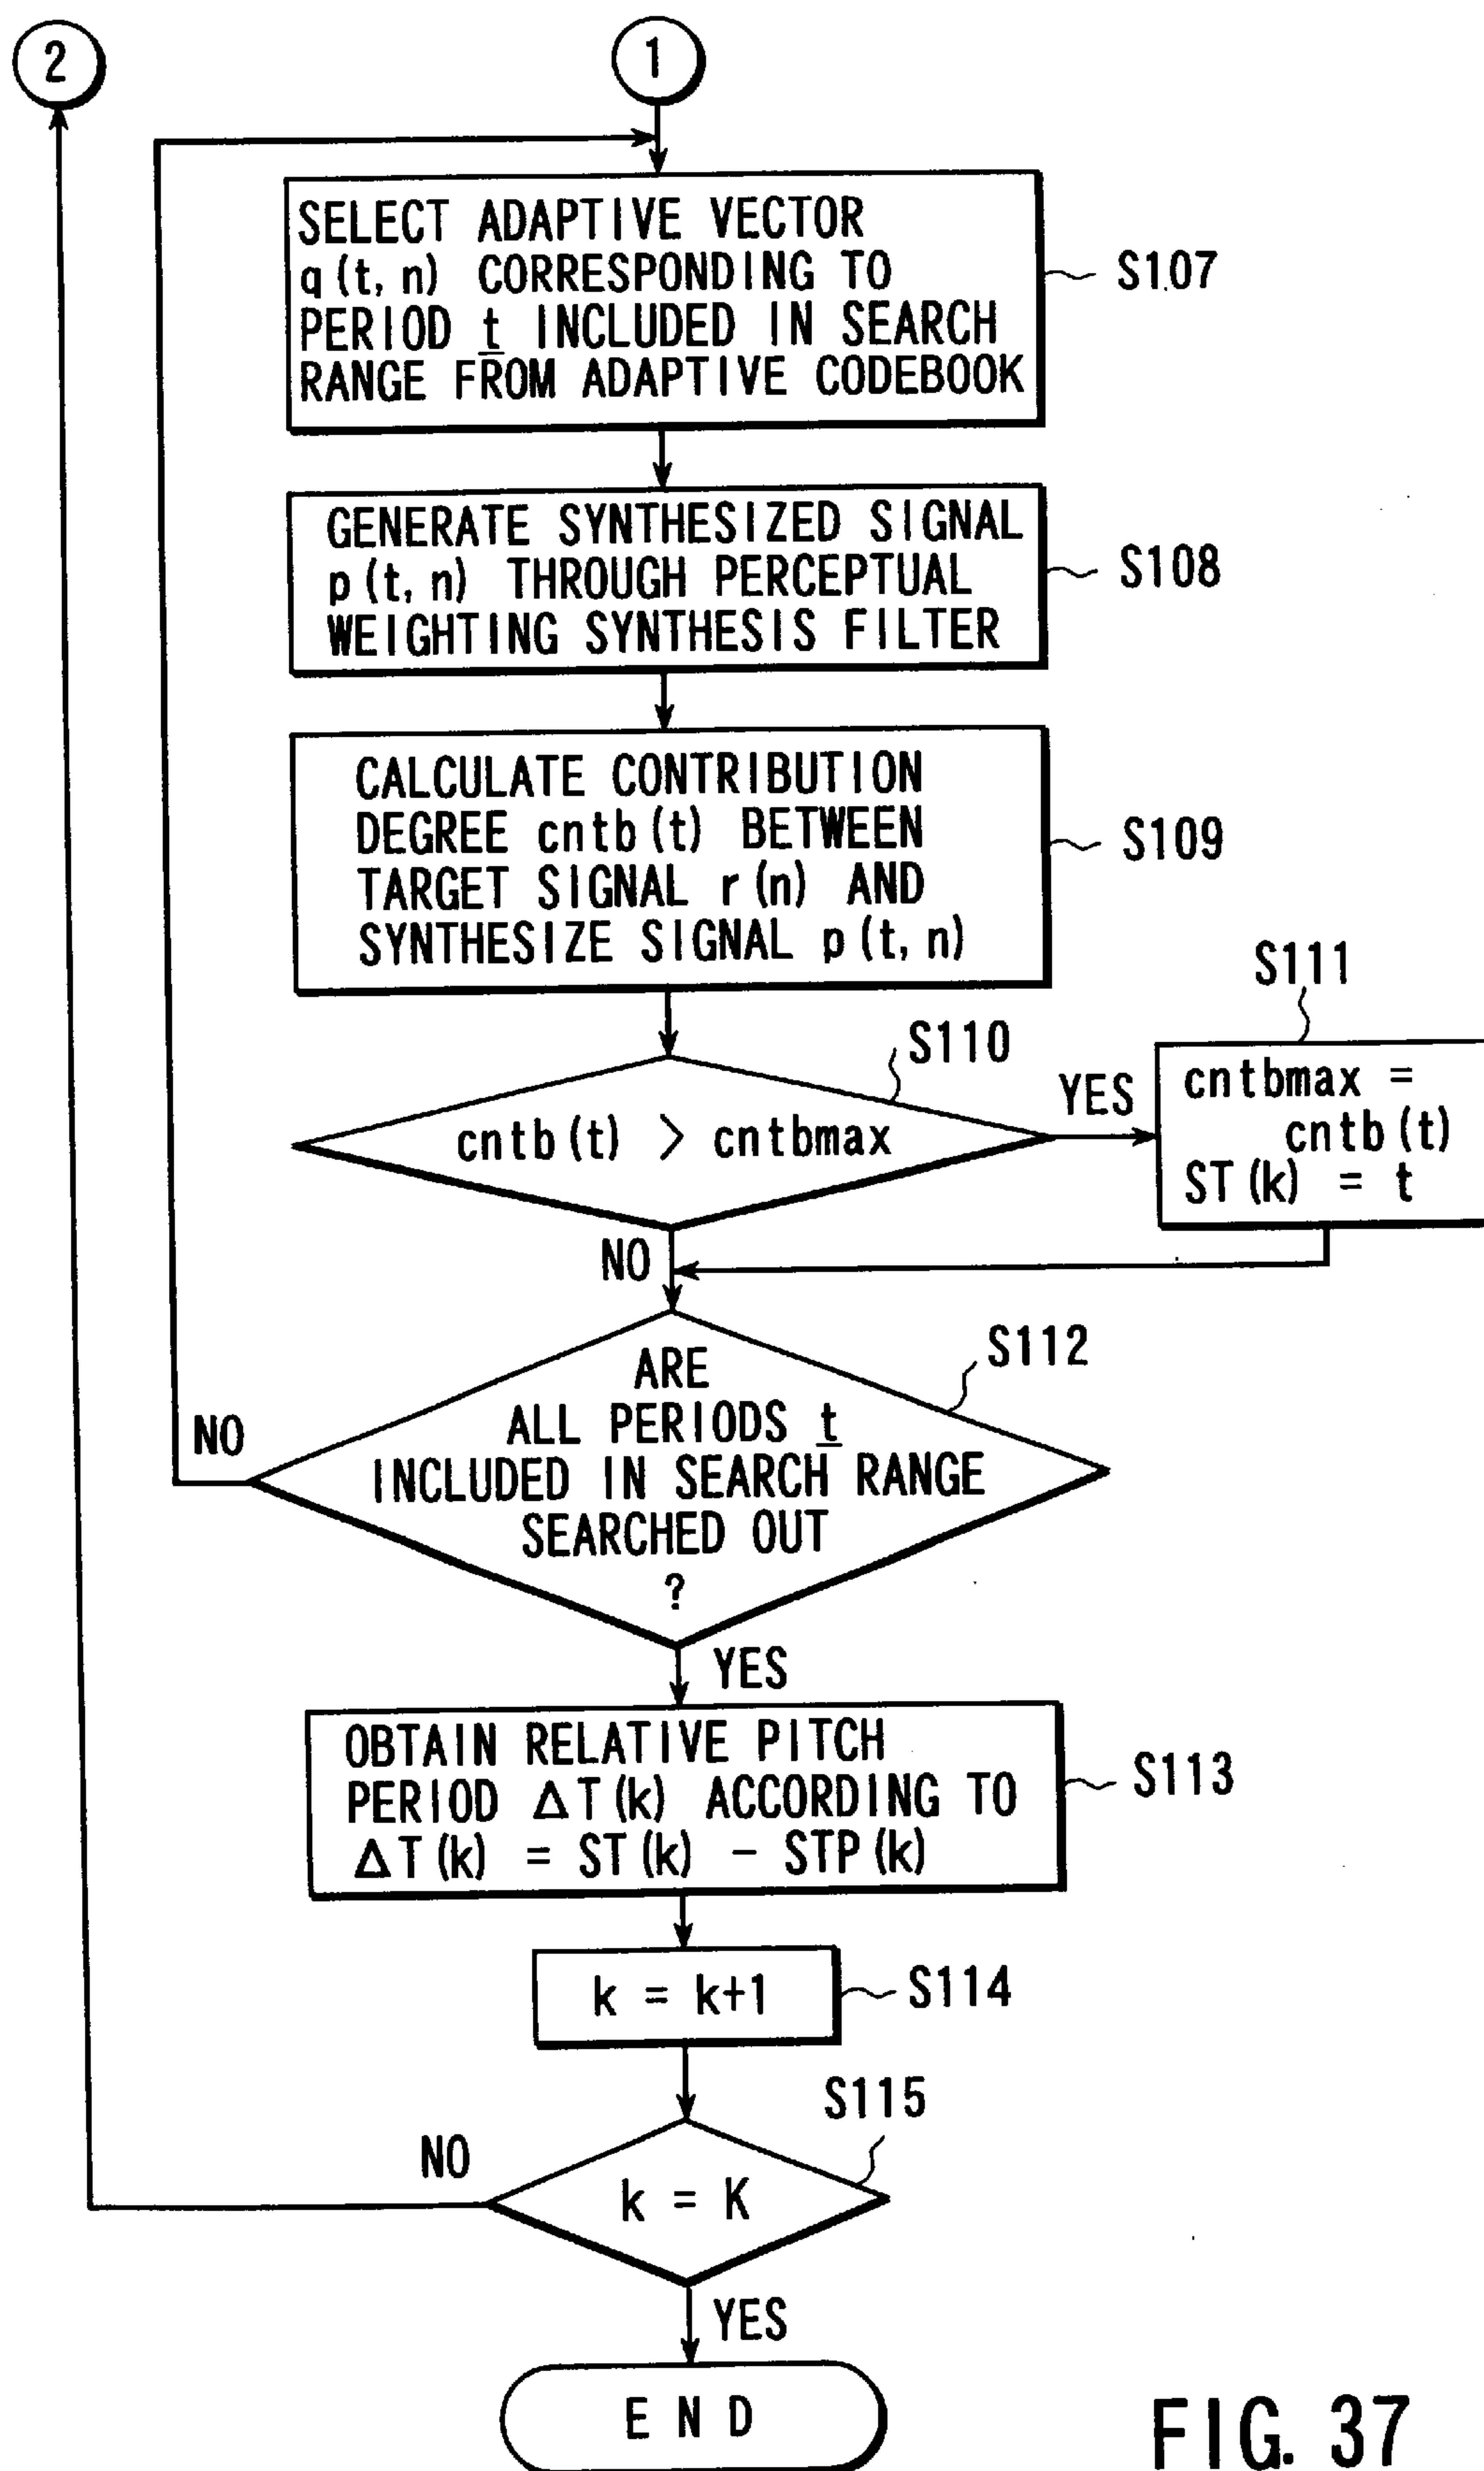 2
1
SELECT ADAPTIVE VECTOR
q(t, n) CORRESPONDING TO
PERIOD t INCLUDED IN SEARCH
RANGE FROM ADAPTIVE CODEBOOK
S107
GENERATE SYNTHESIZED SIGNAL
p(t, n) THROUGH PERCEPTUAL
WEIGHTING SYNTHESIS FILTER
S108
CALCULATE CONTRIBUTION
DEGREE cntb(t) BETWEEN
TARGET SIGNAL r(n) AND
SYNTHESIZE SIGNAL p(t, n)
S109
S110
cntb(t) > cntbmax
YES
S111
cntbmax =
cntb(t)
ST(k) = t
NO
S112
ARE
ALL PERIODS t
INCLUDED IN SEARCH RANGE
SEARCHED OUT
?
NO
YES
OBTAIN RELATIVE PITCH
PERIOD ΔT(k) ACCORDING TO
ΔT(k) = ST(k) - STP(k)
S113
k = k+1
S114
S115
NO
k = K
YES
END
FIG. 37